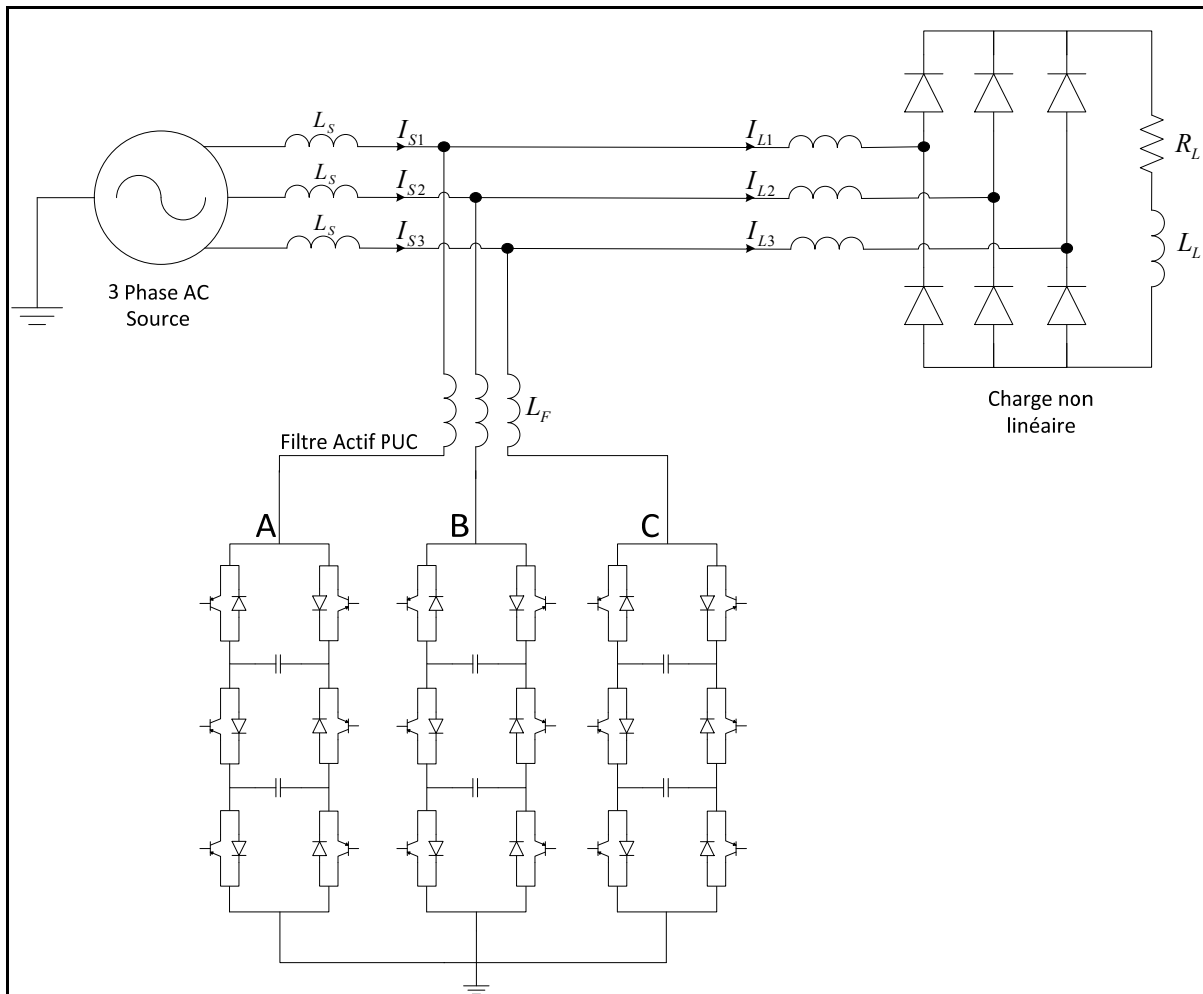 L_S
I_S1
I_L1
R_L
L_S
I_S2
I_L2
L_S
I_S3
I_L3
L_L
3 Phase AC
Source
L_F
Charge non
linéaire
Filtre Actif PUC
A
B
C